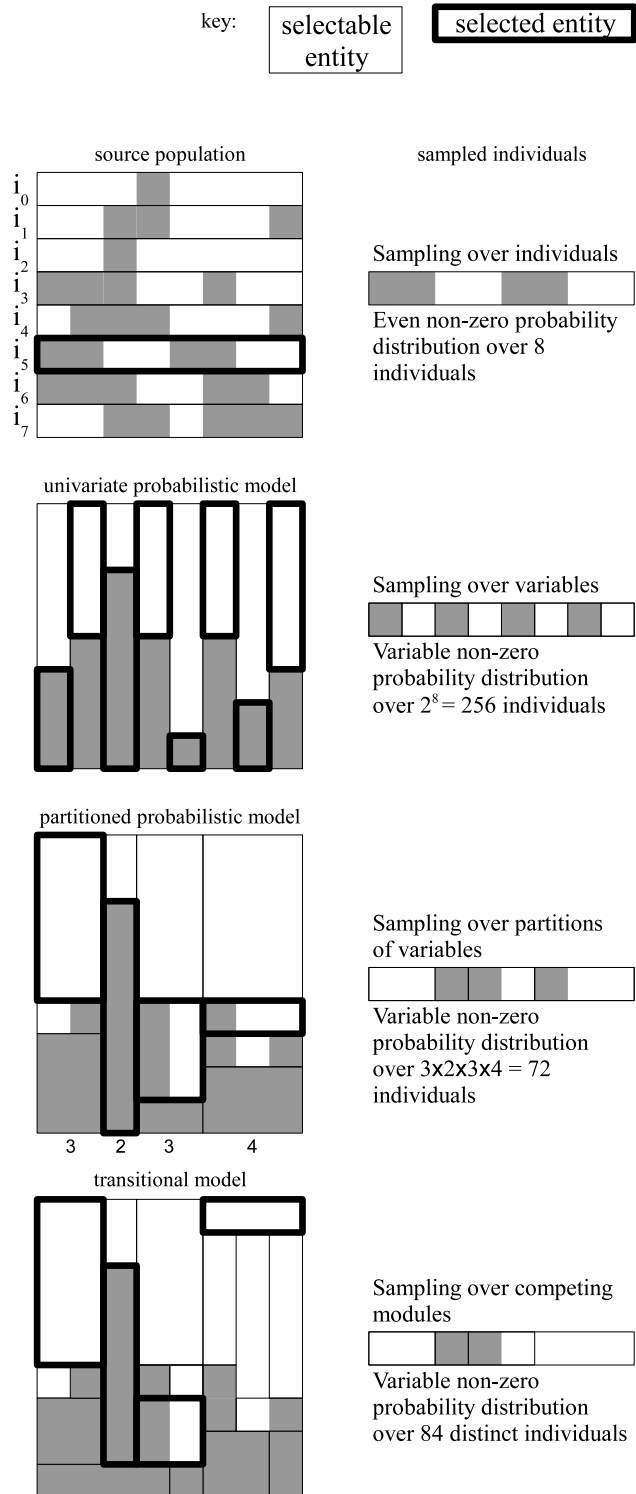 key:
selectable
entity
selected entity
source population
sampled individuals
i0
i1
i2
i3
i4
i5
i6
i7
Sampling over individuals
Even non-zero probability
distribution over 8
individuals
univariate probabilistic model
Sampling over variables
Variable non-zero
probability distribution
over 2⁸ = 256 individuals
partitioned probabilistic model
Sampling over partitions
of variables
Variable non-zero
probability distribution
over 3x2x3x4 = 72
individuals
3 2 3 4
transitional model
Sampling over competing
modules
Variable non-zero
probability distribution
over 84 distinct individuals